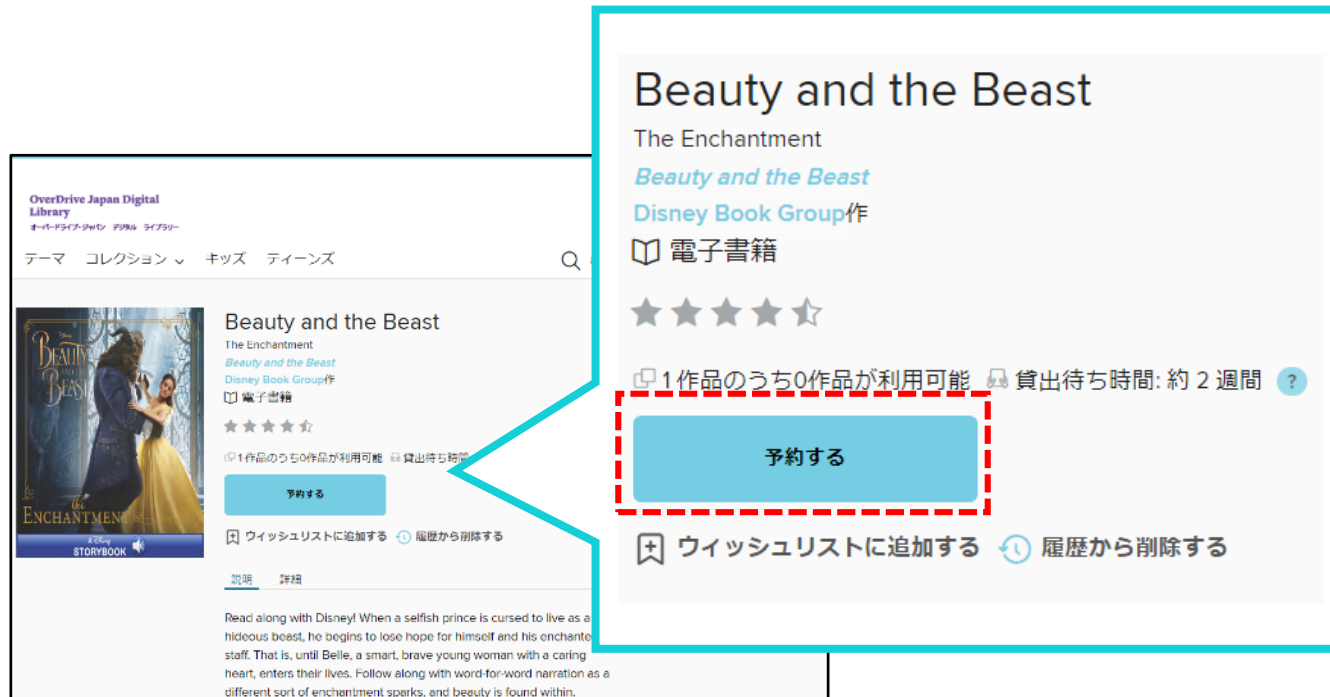 OverDrive Japan Digital
Library
オーバードライブ・ジャパン デジタル ライブラリー
テーマ コレクション キッズ ティーンズ
Disney
BEAUTY
AND THE
BEAST
the
ENCHANTMENT
A Disney
STORYBOOK
Beauty and the Beast
The Enchantment
Beauty and the Beast
Disney Book Group作
電子書籍
1作品のうち0作品が利用可能 貸出待ち時間
予約する
ウィッシュリストに追加する 履歴から削除する
説明 詳細
Read along with Disney! When a selfish prince is cursed to live as a
hideous beast, he begins to lose hope for himself and his enchante
staff. That is, until Belle, a smart, brave young woman with a caring
heart, enters their lives. Follow along with word-for-word narration as a
different sort of enchantment sparks, and beauty is found within.
Beauty and the Beast
The Enchantment
Beauty and the Beast
Disney Book Group作
電子書籍
1作品のうち0作品が利用可能 貸出待ち時間: 約 2 週間 ?
予約する
ウィッシュリストに追加する 履歴から削除する